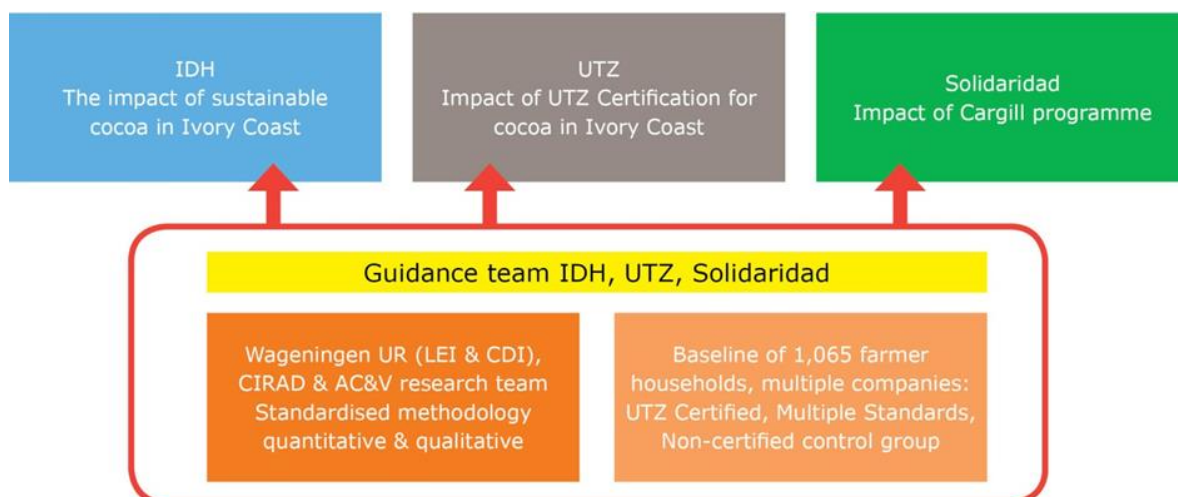 IDH
The impact of sustainable
cocoa in Ivory Coast
UTZ
Impact of UTZ Certification for
cocoa in Ivory Coast
Solidaridad
Impact of Cargill programme
Guidance team IDH, UTZ, Solidaridad
Wageningen UR (LEI & CDI),
CIRAD & AC&V research team
Standardised methodology
quantitative & qualitative
Baseline of 1,065 farmer
households, multiple companies:
UTZ Certified, Multiple Standards,
Non-certified control group